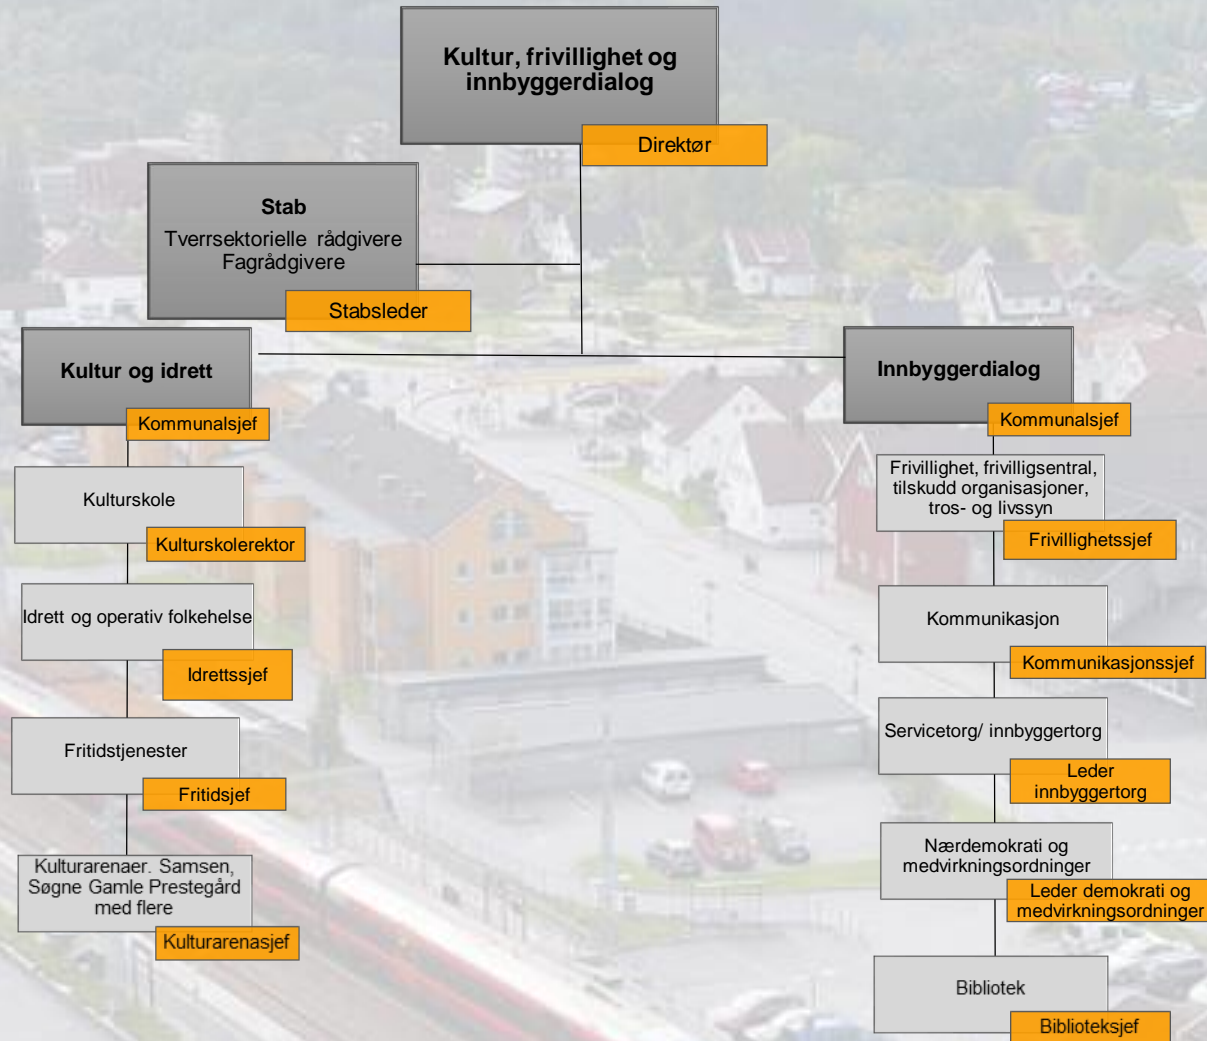 Kultur, frivillighet og
innbyggerdialog
Direktør
Stab
Tverrsektorielle rådgivere
Fagrådgivere
Stabsleder
Kultur og idrett
Kommunalsjef
Kulturskole
Kulturskolerektor
Idrett og operativ folkehelse
Idrettssjef
Fritidstjenester
Fritidsjef
Kulturarenaer. Samsen,
Søgne Gamle Prestegård
med flere
Kulturarenasjef
Innbyggerdialog
Kommunalsjef
Frivillighet, frivilligsentral,
tilskudd organisasjoner,
tros- og livssyn
Frivillighetssjef
Kommunikasjon
Kommunikasjonssjef
Servicetorg/ innbyggertorg
Leder
innbyggertorg
Nærdemokrati og
medvirkningsordninger
Leder demokrati og
medvirkningsordninger
Bibliotek
Biblioteksjef